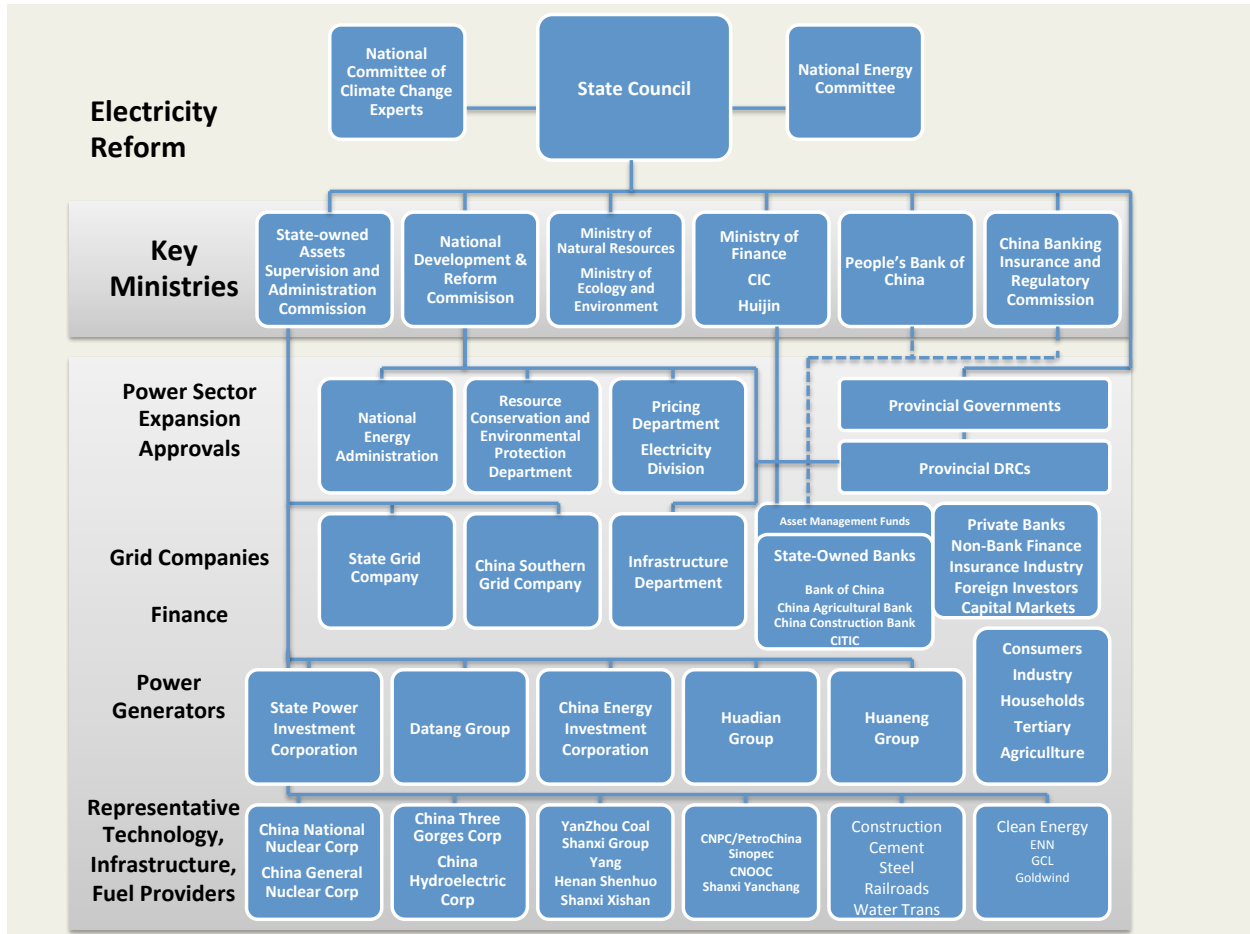 National
Committee of
Climate Change
Experts
State Council
National Energy
Committee
Electricity
Reform
Key
Ministries
State-owned
Assets
Supervision and
Administration
Commission
National
Development &
Reform
Commisison
Ministry of
Natural Resources
Ministry of
Ecology and
Environment
Ministry of
Finance
CIC
Huijin
People's Bank of
China
China Banking
Insurance and
Regulatory
Commission
Power Sector
Expansion
Approvals
National
Energy
Administration
Resource
Conservation and
Environmental
Protection
Department
Pricing
Department
Electricity
Division
Provincial Governments
Provincial DRCs
Grid Companies
Finance
State Grid
Company
China Southern
Grid Company
Infrastructure
Department
Asset Management Funds
State-Owned Banks
Bank of China
China Agricultural Bank
China Construction Bank
CITIC
Private Banks
Non-Bank Finance
Insurance Industry
Foreign Investors
Capital Markets
Consumers
Industry
Households
Tertiary
Agricullture
Power
Generators
State Power
Investment
Corporation
Datang Group
China Energy
Investment
Corporation
Huadian
Group
Huaneng
Group
Representative
Technology,
Infrastructure,
Fuel Providers
China National
Nuclear Corp
China General
Nuclear Corp
China Three
Gorges Corp
China
Hydroelectric
Corp
YanZhou Coal
Shanxi Group
Yang
Henan Shenhuo
Shanxi Xishan
CNPC/PetroChina
Sinopec
CNOOC
Shanxi Yanchang
Construction
Cement
Steel
Railroads
Water Trans
Clean Energy
ENN
GCL
Goldwind